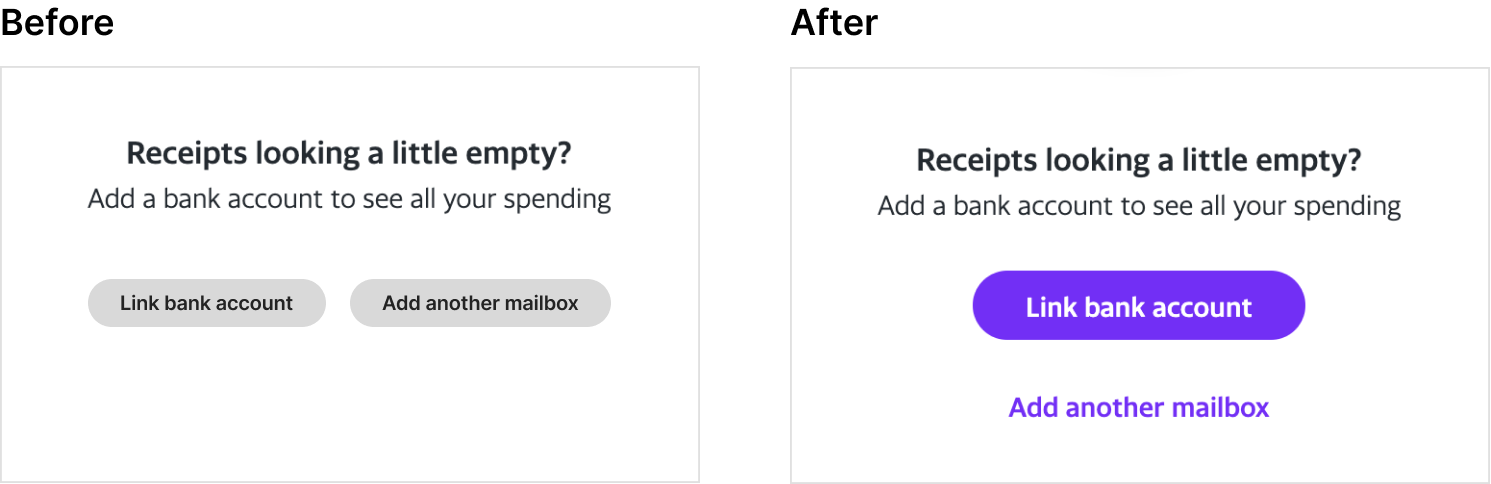 Before
Receipts looking a little empty?
Add a bank account to see all your spending
Link bank account
Add another mailbox
After
Receipts looking a little empty?
Add a bank account to see all your spending
Link bank account
Add another mailbox